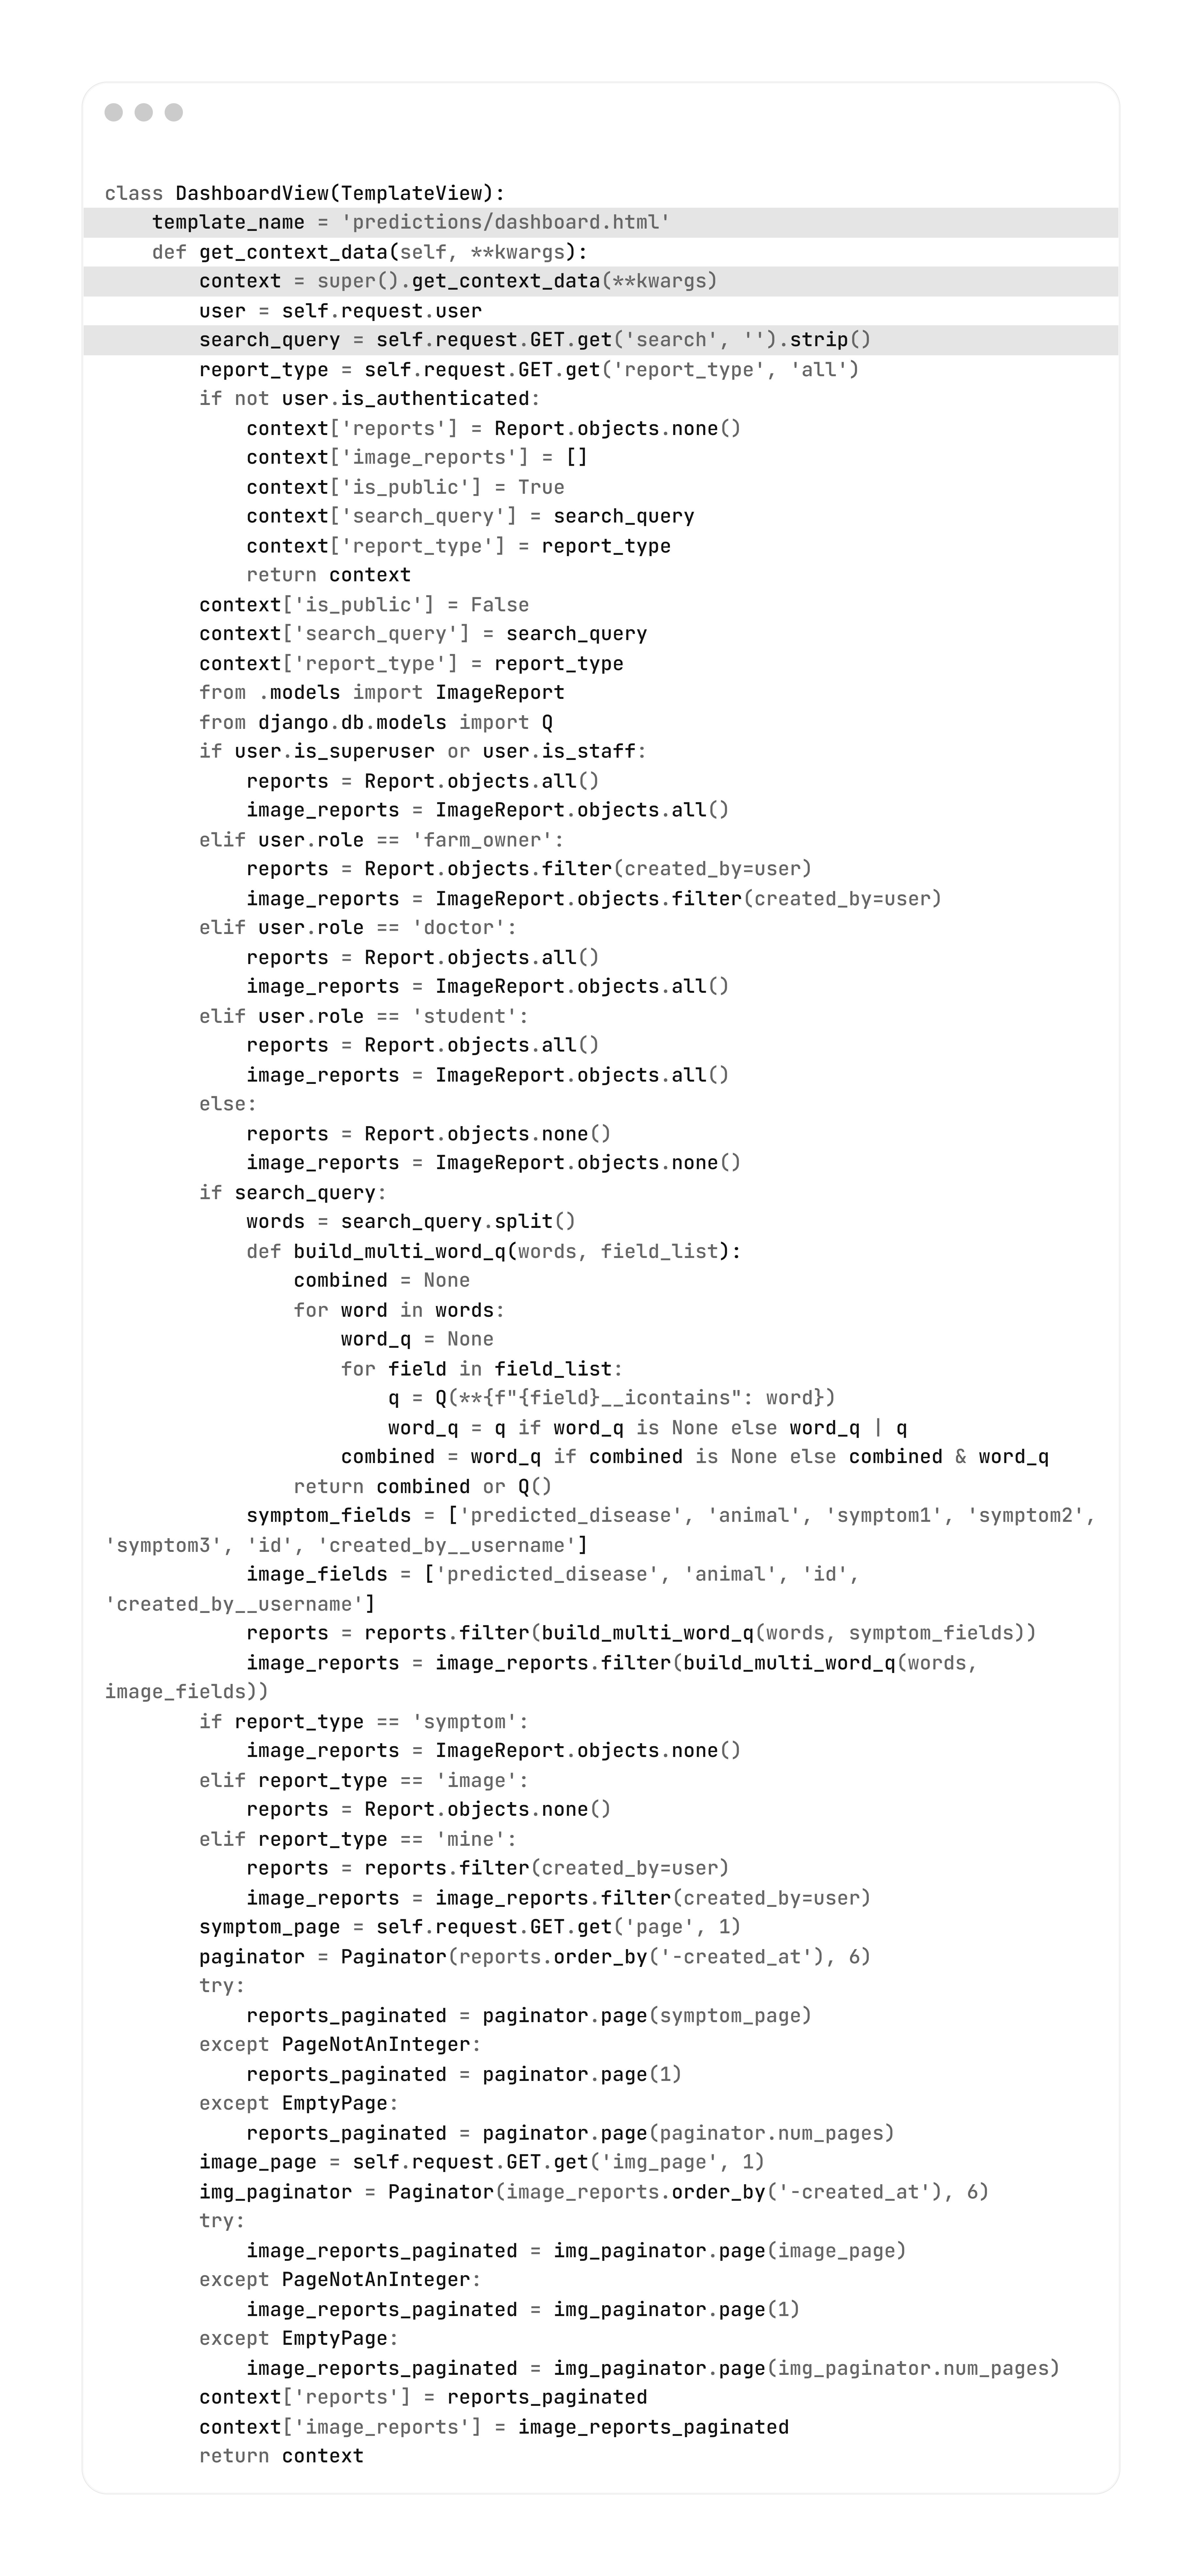 class DashboardView(TemplateView):
    template_name = 'predictions/dashboard.html'
    def get_context_data(self, **kwargs):
        context = super().get_context_data(**kwargs)
        user = self.request.user
        search_query = self.request.GET.get('search', '').strip()
        report_type = self.request.GET.get('report_type', 'all')
        if not user.is_authenticated:
            context['reports'] = Report.objects.none()
            context['image_reports'] = []
            context['is_public'] = True
            context['search_query'] = search_query
            context['report_type'] = report_type
            return context
        context['is_public'] = False
        context['search_query'] = search_query
        context['report_type'] = report_type
        from .models import ImageReport
        from django.db.models import Q
        if user.is_superuser or user.is_staff:
            reports = Report.objects.all()
            image_reports = ImageReport.objects.all()
        elif user.role == 'farm_owner':
            reports = Report.objects.filter(created_by=user)
            image_reports = ImageReport.objects.filter(created_by=user)
        elif user.role == 'doctor':
            reports = Report.objects.all()
            image_reports = ImageReport.objects.all()
        elif user.role == 'student':
            reports = Report.objects.all()
            image_reports = ImageReport.objects.all()
        else:
            reports = Report.objects.none()
            image_reports = ImageReport.objects.none()
        if search_query:
            words = search_query.split()
            def build_multi_word_q(words, field_list):
                combined = None
                for word in words:
                    word_q = None
                    for field in field_list:
                        q = Q(**{f"{field}__icontains": word})
                        word_q = q if word_q is None else word_q | q
                    combined = word_q if combined is None else combined & word_q
                return combined or Q()
            symptom_fields = ['predicted_disease', 'animal', 'symptom1', 'symptom2',
'symptom3', 'id', 'created_by__username']
            image_fields = ['predicted_disease', 'animal', 'id',
'created_by__username']
            reports = reports.filter(build_multi_word_q(words, symptom_fields))
            image_reports = image_reports.filter(build_multi_word_q(words,
image_fields))
        if report_type == 'symptom':
            image_reports = ImageReport.objects.none()
        elif report_type == 'image':
            reports = Report.objects.none()
        elif report_type == 'mine':
            reports = reports.filter(created_by=user)
            image_reports = image_reports.filter(created_by=user)
        symptom_page = self.request.GET.get('page', 1)
        paginator = Paginator(reports.order_by('-created_at'), 6)
        try:
            reports_paginated = paginator.page(symptom_page)
        except PageNotAnInteger:
            reports_paginated = paginator.page(1)
        except EmptyPage:
            reports_paginated = paginator.page(paginator.num_pages)
        image_page = self.request.GET.get('img_page', 1)
        img_paginator = Paginator(image_reports.order_by('-created_at'), 6)
        try:
            image_reports_paginated = img_paginator.page(image_page)
        except PageNotAnInteger:
            image_reports_paginated = img_paginator.page(1)
        except EmptyPage:
            image_reports_paginated = img_paginator.page(img_paginator.num_pages)
        context['reports'] = reports_paginated
        context['image_reports'] = image_reports_paginated
        return context